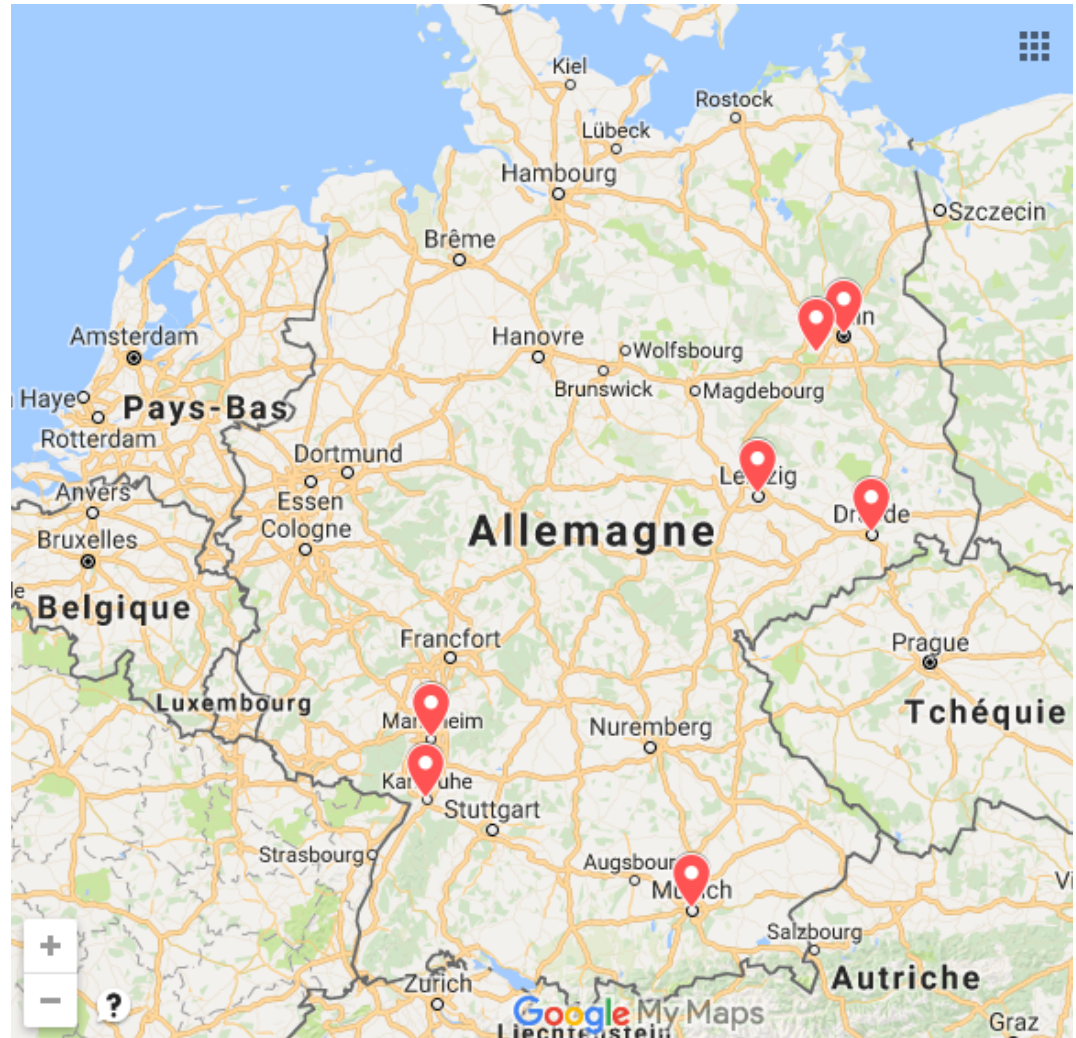 Kiel
Rostock
Lübeck
Hambourg
Szczecin
Brême
Amsterdam
Hanovre
Wolfsbourg
Brunswick
Magdebourg
Haye
Pays-Bas
Rotterdam
Dortmund
Essen
Anvers
Cologne
Bruxelles
Allemagne
Belgique
Prague
Francfort
Luxembourg
Tchéquie
Nuremberg
Stuttgart
Strasbourg
Salzbourg
+
−
?
Autriche
Zurich
Google My Maps
Liechtenstein
Graz